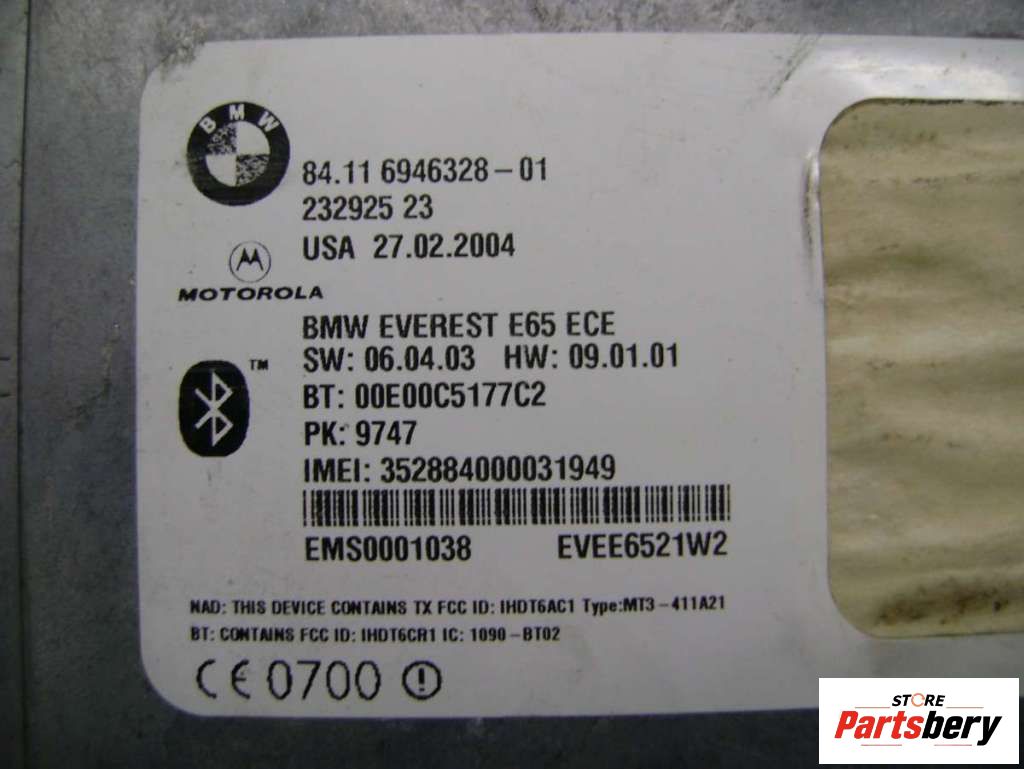 BMW
84.11 6946328-01
232925 23
USA 27.02.2004
MOTOROLA
BMW EVEREST E65 ECE
SW: 06.04.03 HW: 09.01.01
™
BT: 00E00C5177C2
PK: 9747
IMEI: 352884000031949
EMS0001038 EVEE6521W2
NAD: THIS DEVICE CONTAINS TX FCC ID: IHDT6AC1 Type:MT3-411A21
BT: CONTAINS FCC ID: IHDT6CR1 IC: 1090-BT02
CE 0700 !
STORE
Partsbery